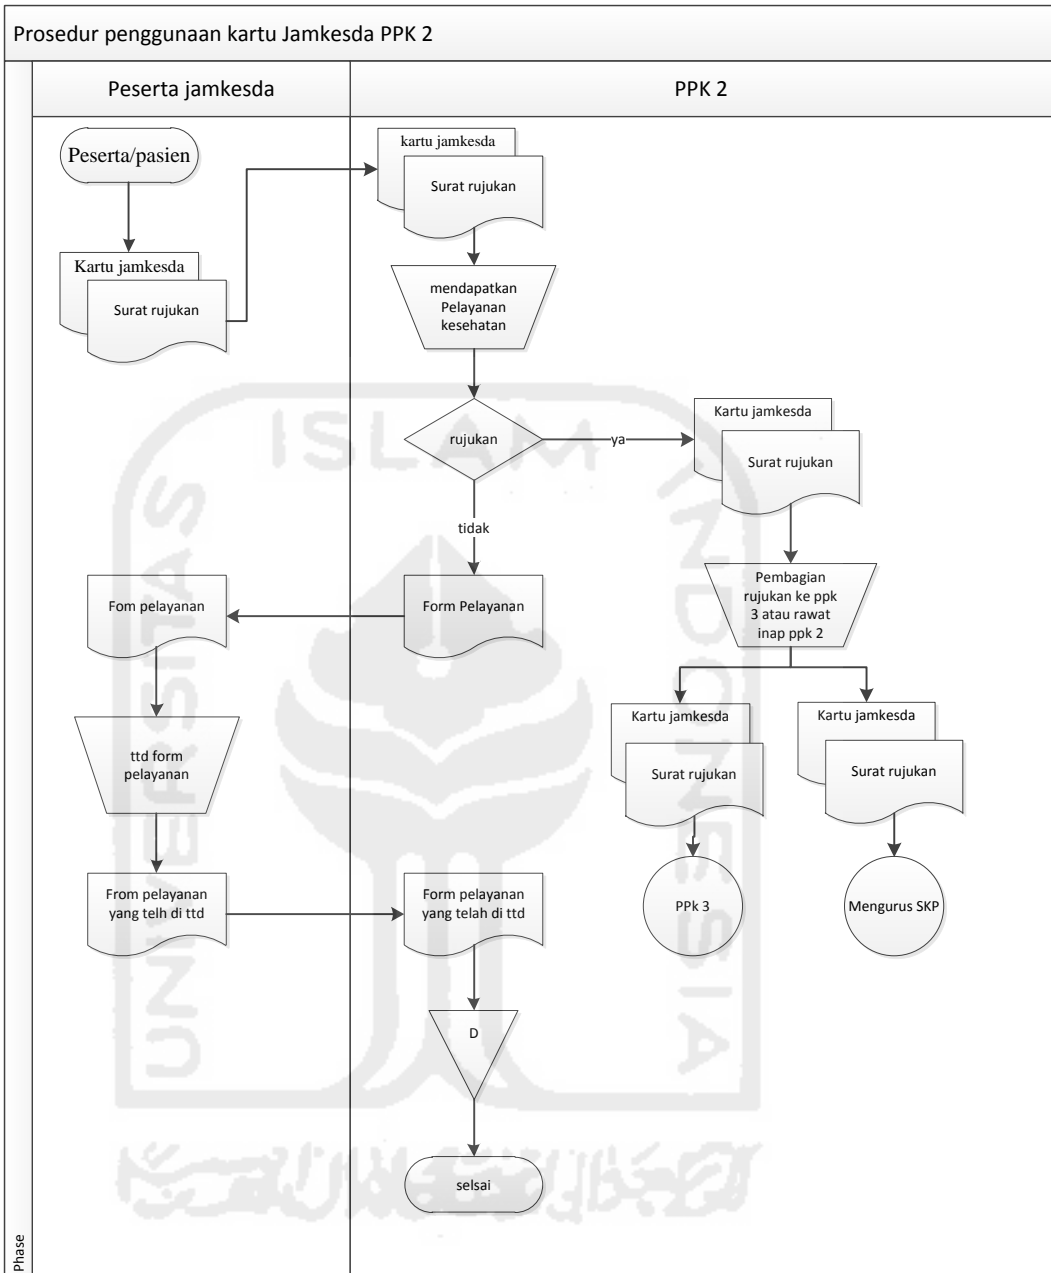 Prosedur penggunaan kartu Jamkesda PPK 2
Peserta jamkesda
PPK 2
Peserta/pasien
Kartu jamkesda
Surat rujukan
kartu jamkesda
Surat rujukan
mendapatkan
Pelayanan
kesehatan
rujukan
ya
Kartu jamkesda
Surat rujukan
tidak
Pembagian
rujukan ke ppk
3 atau rawat
inap ppk 2
Form Pelayanan
Fom pelayanan
ttd form
pelayanan
Kartu jamkesda
Surat rujukan
Kartu jamkesda
Surat rujukan
From pelayanan
yang telh di ttd
Form pelayanan
yang telah di ttd
PPk 3
Mengurus SKP
D
selsai
Phase
UNIVERSITAS
ISLAM
INDONESIA